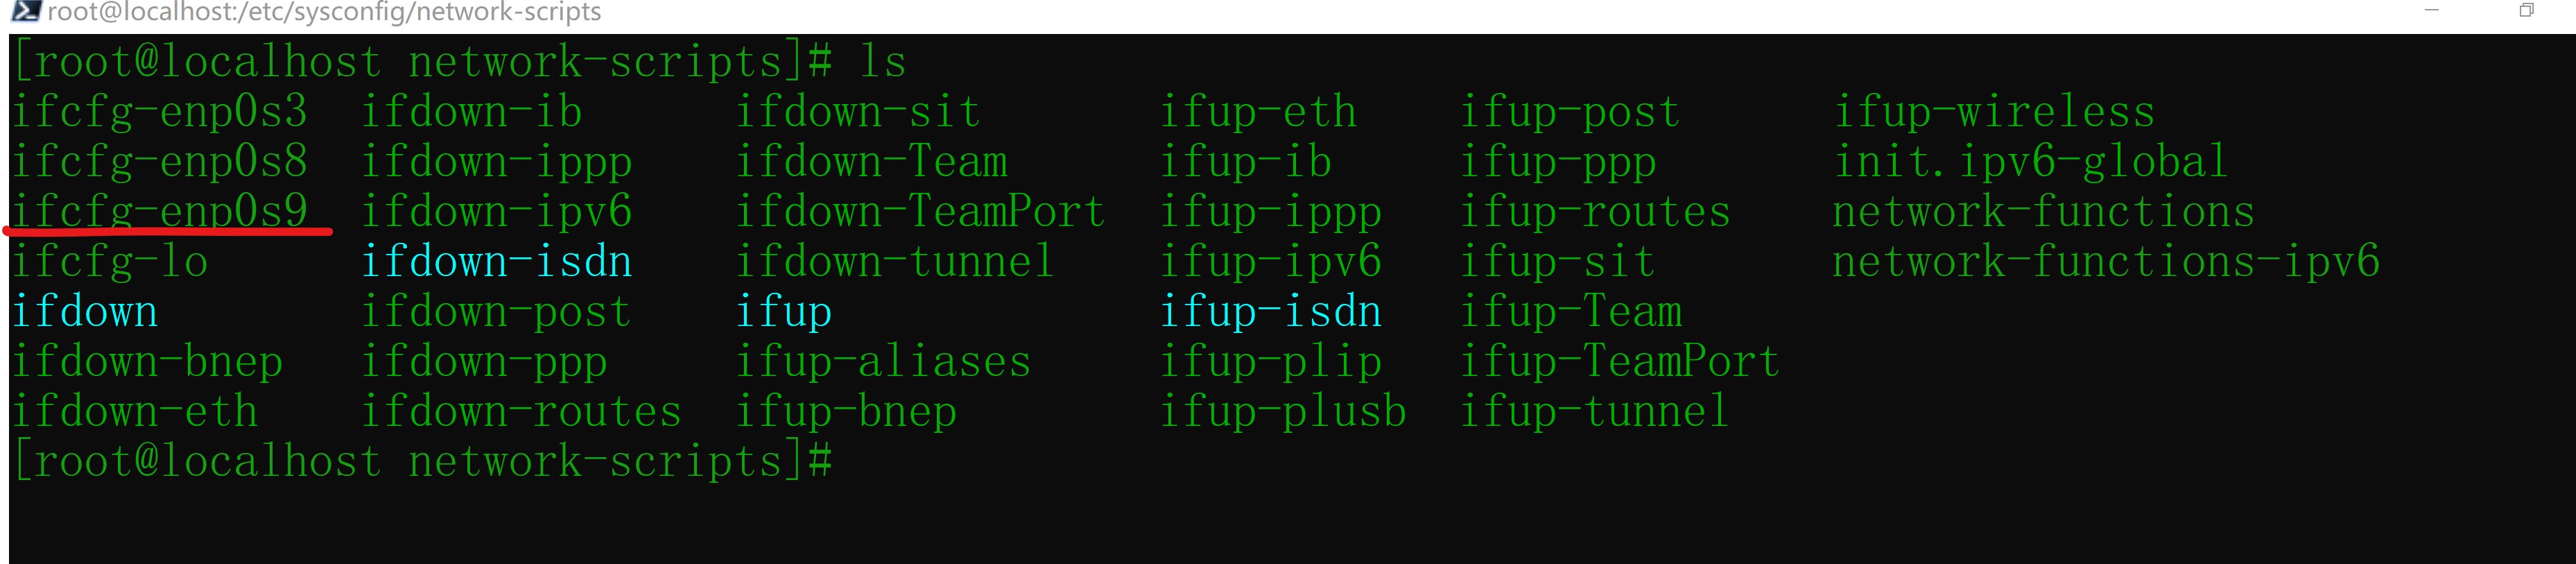 root@localhost:/etc/sysconfig/network-scripts
[root@localhost network-scripts]# ls
ifcfg-enp0s3 ifdown-ib ifdown-sit ifup-eth ifup-post ifup-wireless
ifcfg-enp0s8 ifdown-ippp ifdown-Team ifup-ib ifup-ppp init.ipv6-global
ifcfg-enp0s9 ifdown-ipv6 ifdown-TeamPort ifup-ippp ifup-routes network-functions
ifcfg-lo ifdown-isdn ifdown-tunnel ifup-ipv6 ifup-sit network-functions-ipv6
ifdown ifdown-post ifup ifup-isdn ifup-Team
ifdown-bnep ifdown-ppp ifup-aliases ifup-plip ifup-TeamPort
ifdown-eth ifdown-routes ifup-bnep ifup-plusb ifup-tunnel
[root@localhost network-scripts]#